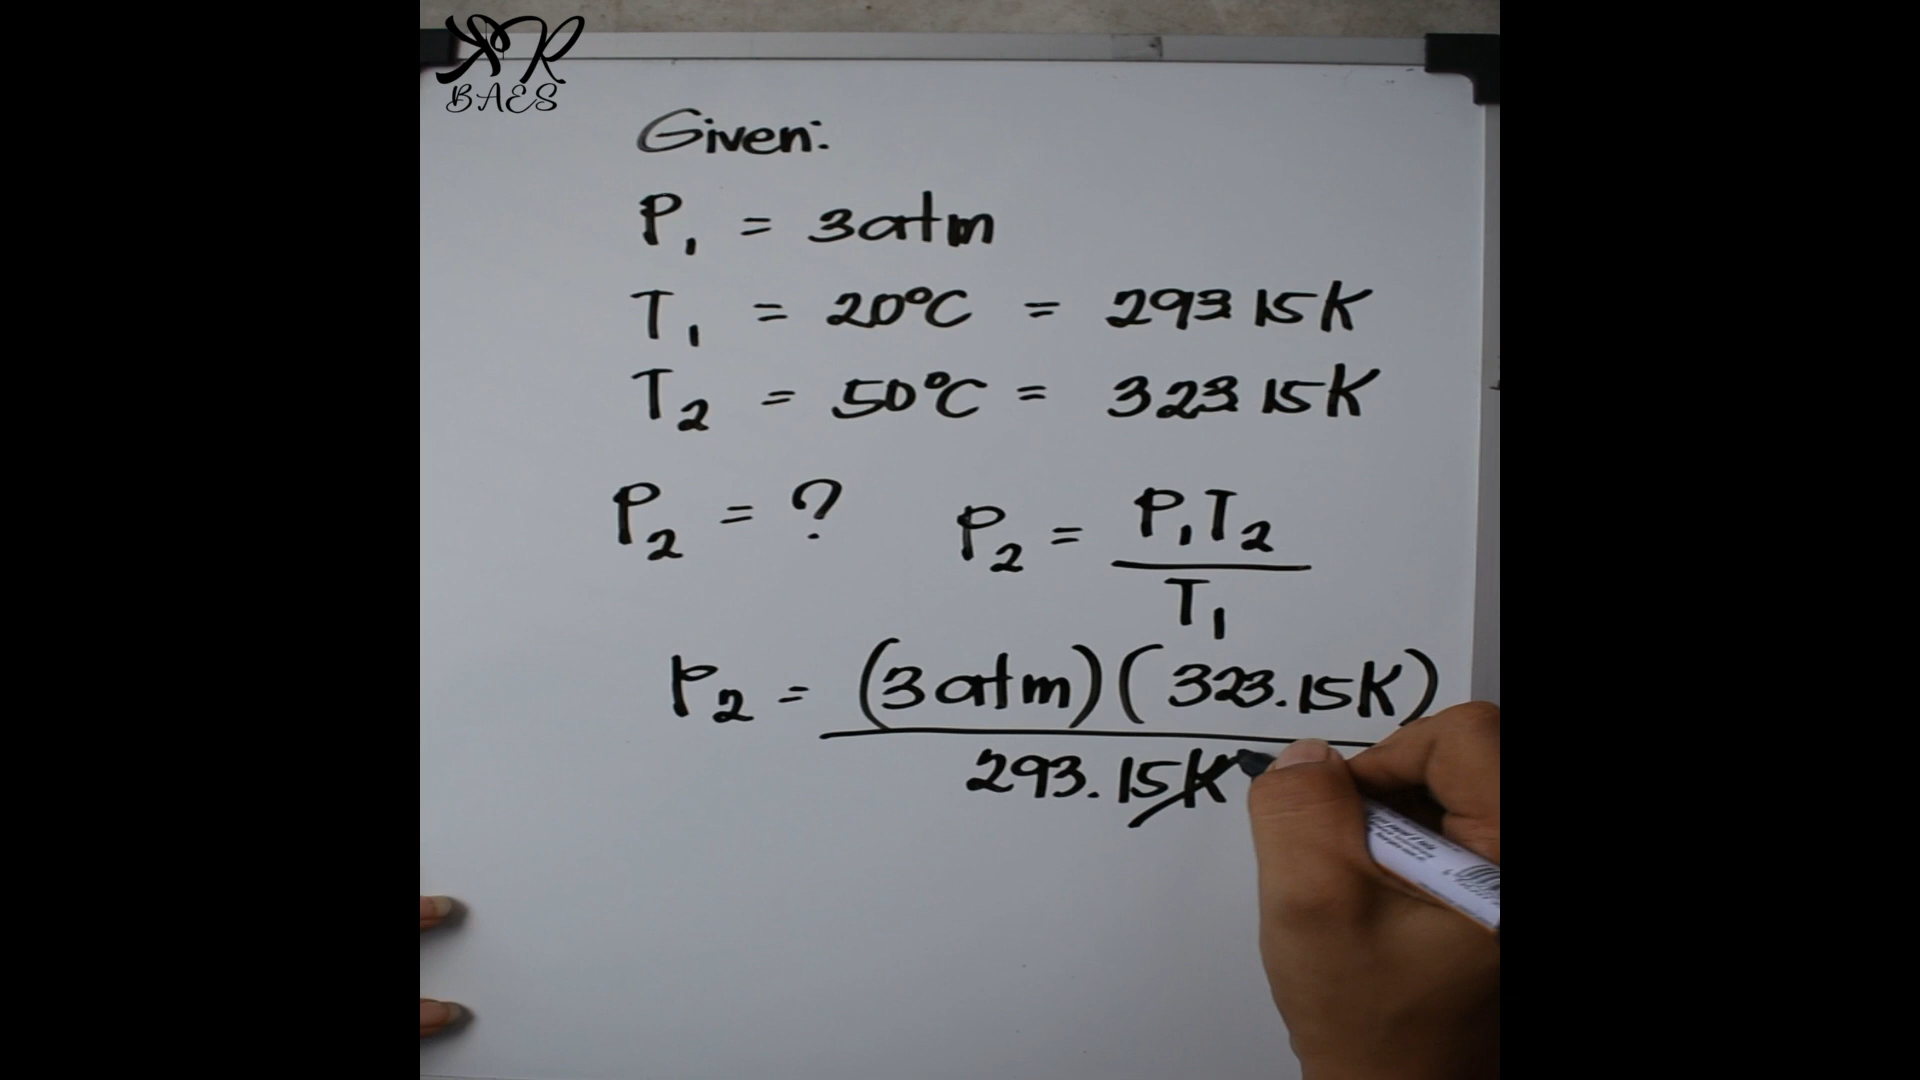 KR
BAES
Given:
P₁ = 3atm
T₁ = 20°C = 293.15K
T₂ = 50°C = 323.15K
P₂ = ? P₂ = P₁T₂ / T₁
P₂ = (3atm)(323.15K)
293.15K